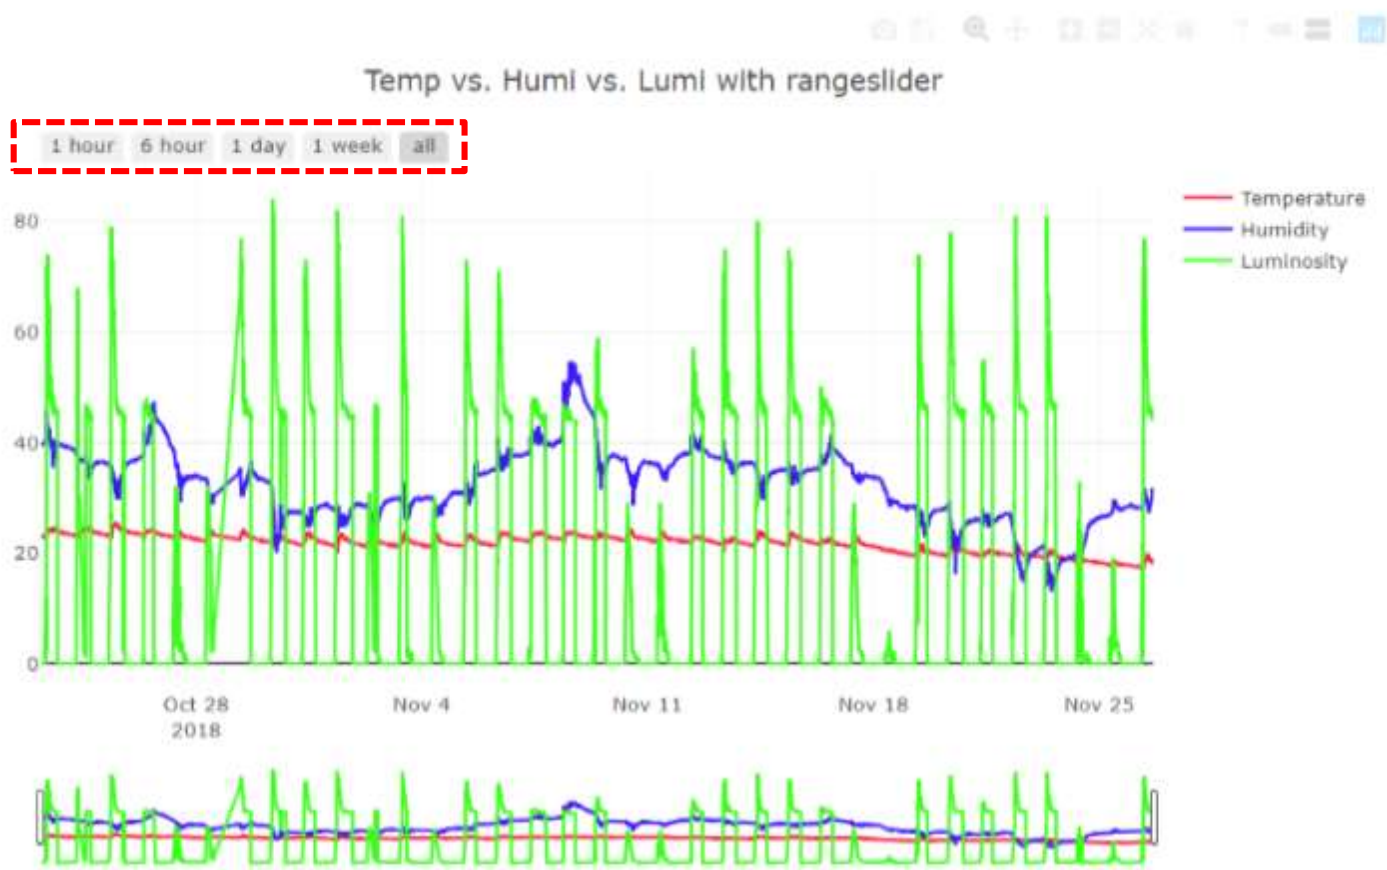 Temp vs. Humi vs. Lumi with rangeslider
1 hour 6 hour 1 day 1 week all
Temperature
Humidity
Luminosity
80
60
40
20
0
Oct 28 Nov 4 Nov 11 Nov 18 Nov 25
2018